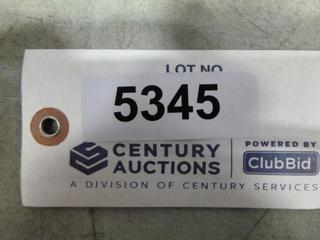 LOT NO.
5345
CENTURY
AUCTIONS
POWERED BY
ClubBid
A DIVISION OF CENTURY SERVICES